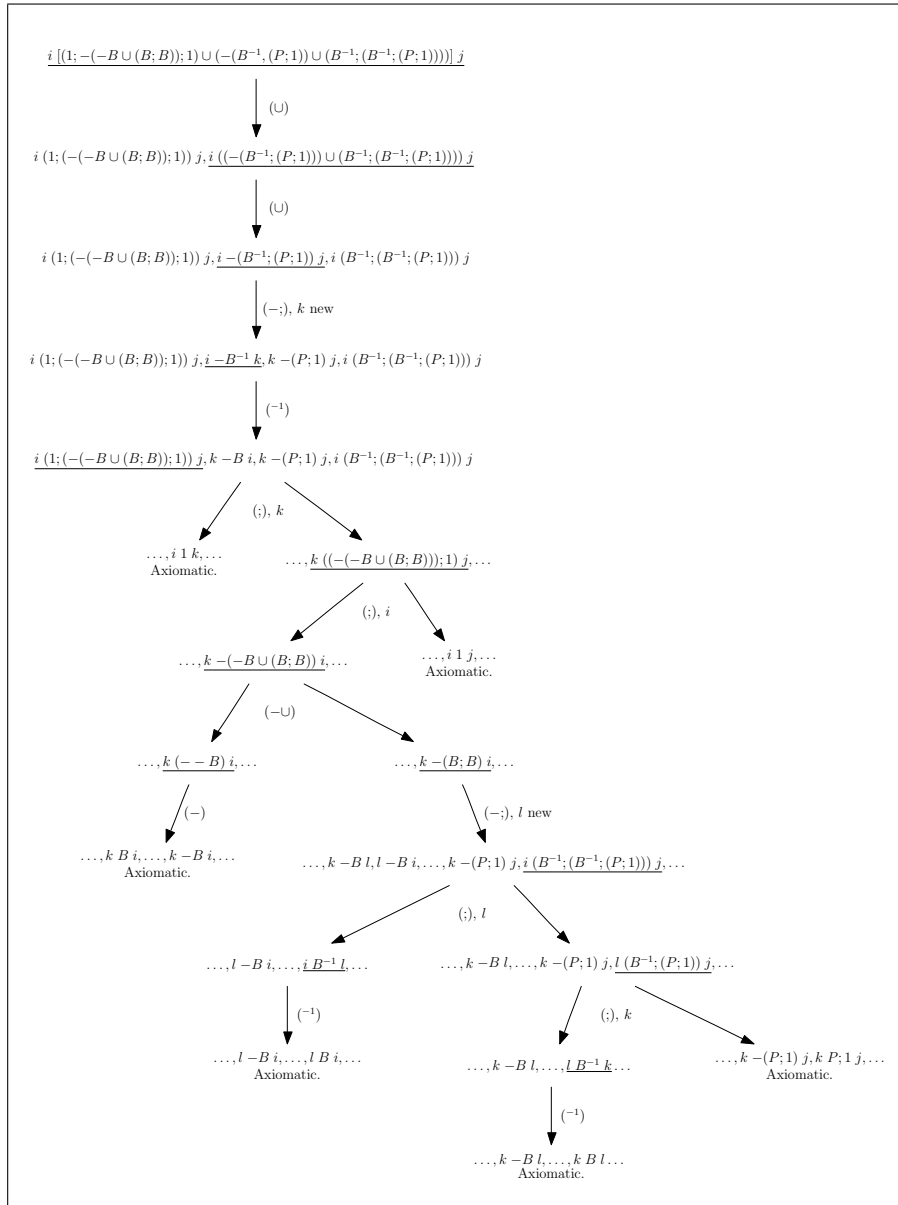 i [(1; −(−B ∪ (B; B)); 1) ∪ (−(B⁻¹, (P; 1)) ∪ (B⁻¹; (B⁻¹; (P; 1))))] j
(∪)
i (1; (−(−B ∪ (B; B)); 1)) j, i ((−(B⁻¹; (P; 1))) ∪ (B⁻¹; (B⁻¹; (P; 1)))) j
(∪)
i (1; (−(−B ∪ (B; B)); 1)) j, i −(B⁻¹; (P; 1)) j, i (B⁻¹; (B⁻¹; (P; 1))) j
(−;), k new
i (1; (−(−B ∪ (B; B)); 1)) j, i −B⁻¹ k, k −(P; 1) j, i (B⁻¹; (B⁻¹; (P; 1))) j
(⁻¹)
i (1; (−(−B ∪ (B; B)); 1)) j, k −B i, k −(P; 1) j, i (B⁻¹; (B⁻¹; (P; 1))) j
(;), k
..., i 1 k, ...
Axiomatic.
..., k ((−(−B ∪ (B; B))); 1) j, ...
(;), i
..., k −(−B ∪ (B; B)) i, ...
..., i 1 j, ...
Axiomatic.
(−∪)
..., k (− − B) i, ...
..., k −(B; B) i, ...
(−)
(−;), l new
..., k B i, ..., k −B i, ...
Axiomatic.
..., k −B l, l −B i, ..., k −(P; 1) j, i (B⁻¹; (B⁻¹; (P; 1))) j, ...
(;), l
..., l −B i, ..., i B⁻¹ l, ...
..., k −B l, ..., k −(P; 1) j, l (B⁻¹; (P; 1)) j, ...
(⁻¹)
(;), k
..., l −B i, ..., l B i, ...
Axiomatic.
..., k −B l, ..., l B⁻¹ k ...
..., k −(P; 1) j, k P; 1 j, ...
Axiomatic.
(⁻¹)
..., k −B l, ..., k B l ...
Axiomatic.